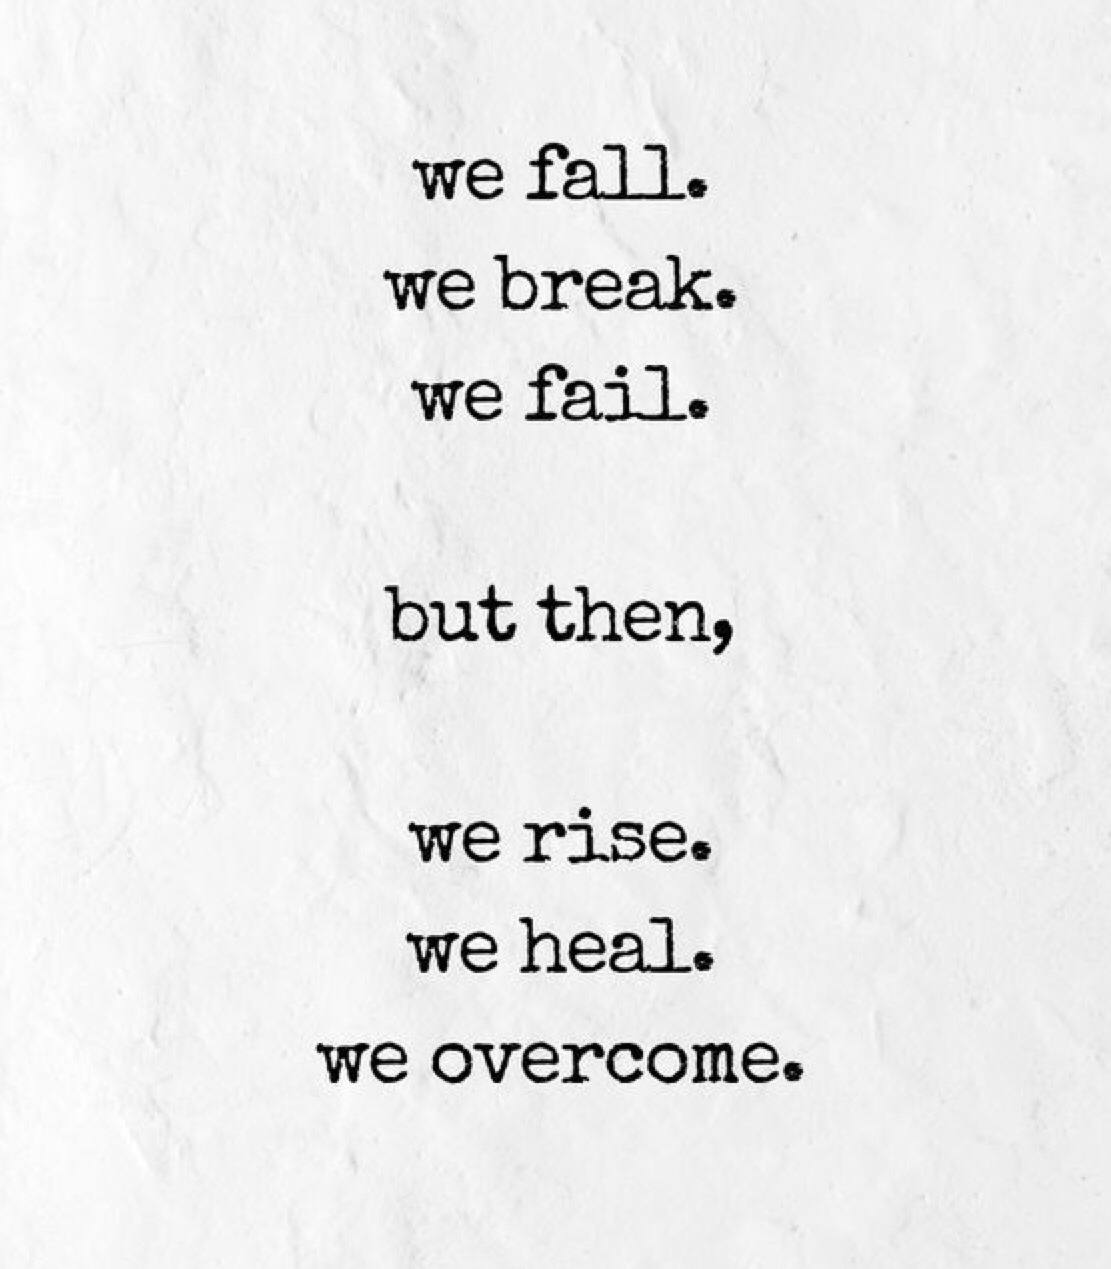 we fall.
we break.
we fail.
but then,
we rise.
we heal.
we overcome.